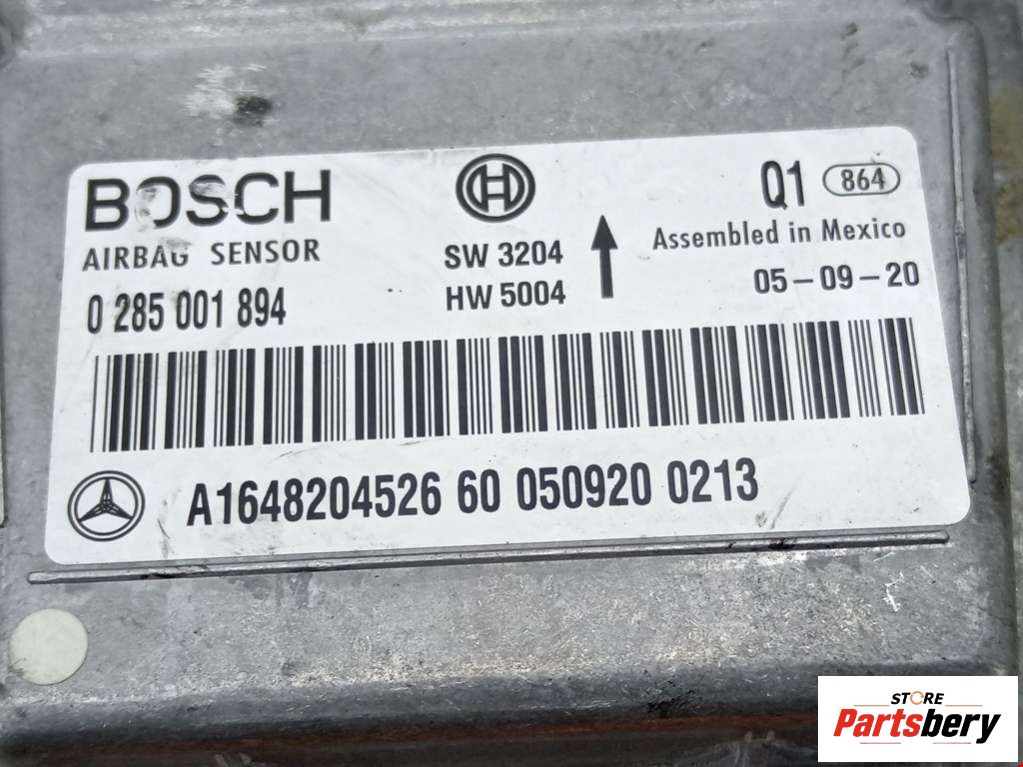 BOSCH
AIRBAG SENSOR
0 285 001 894
SW 3204
HW 5004
Q1 864
Assembled in Mexico
05-09-20
A1648204526 60 050920 0213
STORE
Partsbery